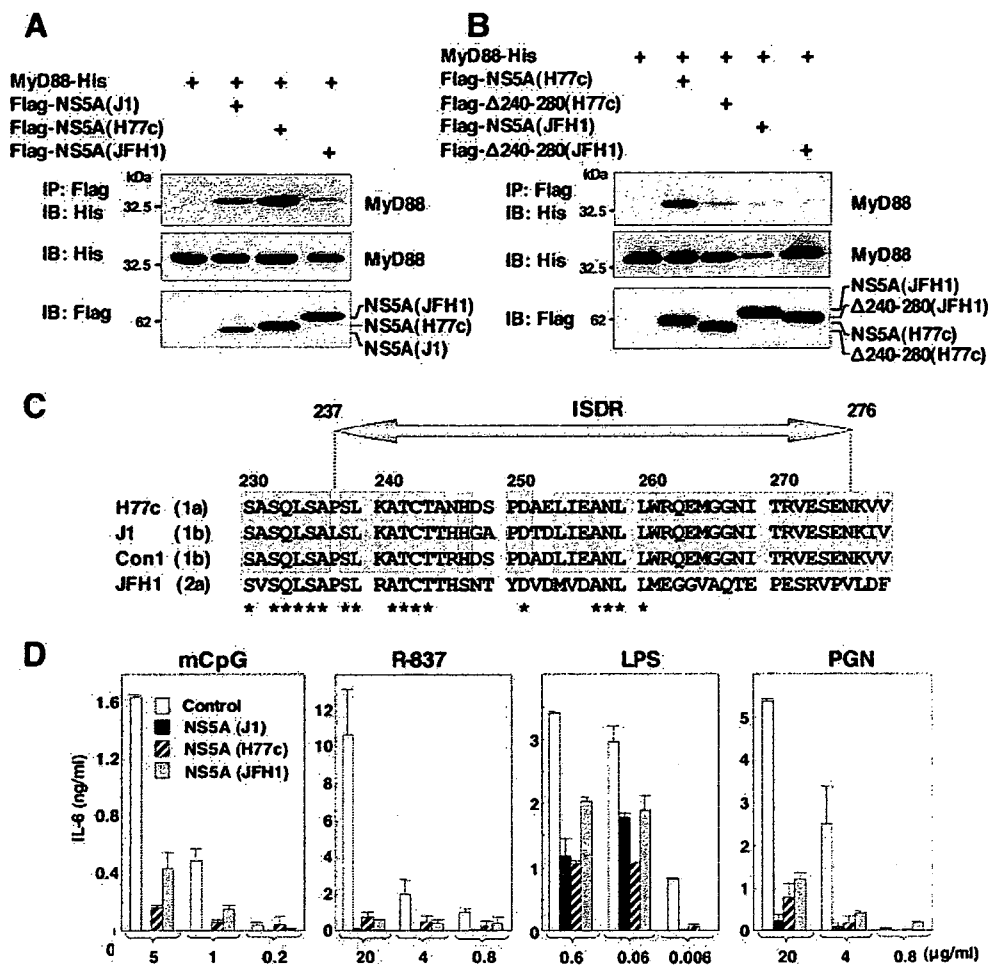 A
MyD88-His + + + +
Flag-NS5A(J1) +
Flag-NS5A(H77c) +
Flag-NS5A(JFH1) +
kDa
IP: Flag
IB: His
32.5
MyD88
IB: His
32.5
MyD88
IB: Flag
62
NS5A(JFH1)
NS5A(H77c)
NS5A(J1)
B
MyD88-His + + + + +
Flag-NS5A(H77c) +
Flag-Δ240-280(H77c) +
Flag-NS5A(JFH1) +
Flag-Δ240-280(JFH1) +
kDa
IP: Flag
IB: His
32.5
MyD88
IB: His
32.5
MyD88
IB: Flag
62
NS5A(JFH1)
Δ240-280(JFH1)
NS5A(H77c)
Δ240-280(H77c)
C
237 ISDR 276
230 240 250 260 270
H77c (1a) SASQLSAPSL KATCTANHDS PDAELIEANL LWRQEMGGNI TRVESENKVV
J1 (1b) SASQLSALSL KATCTTHHGA PDTDLIEANL LWRQEMGGNI TRVESENKIV
Con1 (1b) SASQLSAPSL KATCTTRHDS PDADLIEANL LWRQEMGGNI TRVESENKVV
JFH1 (2a) SVSQLSAPSL RATCTTHSNT YDVDMVDANL LMEGGVAQTE PESRVPVLDF
* ***** ** **** * *** *
D
mCpG R-837 LPS PGN
IL-6 (ng/ml)
1.6
1.2
.8
0.4
0
Control
NS5A (J1)
NS5A (H77c)
NS5A (JFH1)
5 1 0.2
12
10
8
6
4
2
0
20 4 0.8
3
2
1
0
0.6 0.06 0.006
5
4
3
2
1
0
20 4 0.8 (μg/ml)